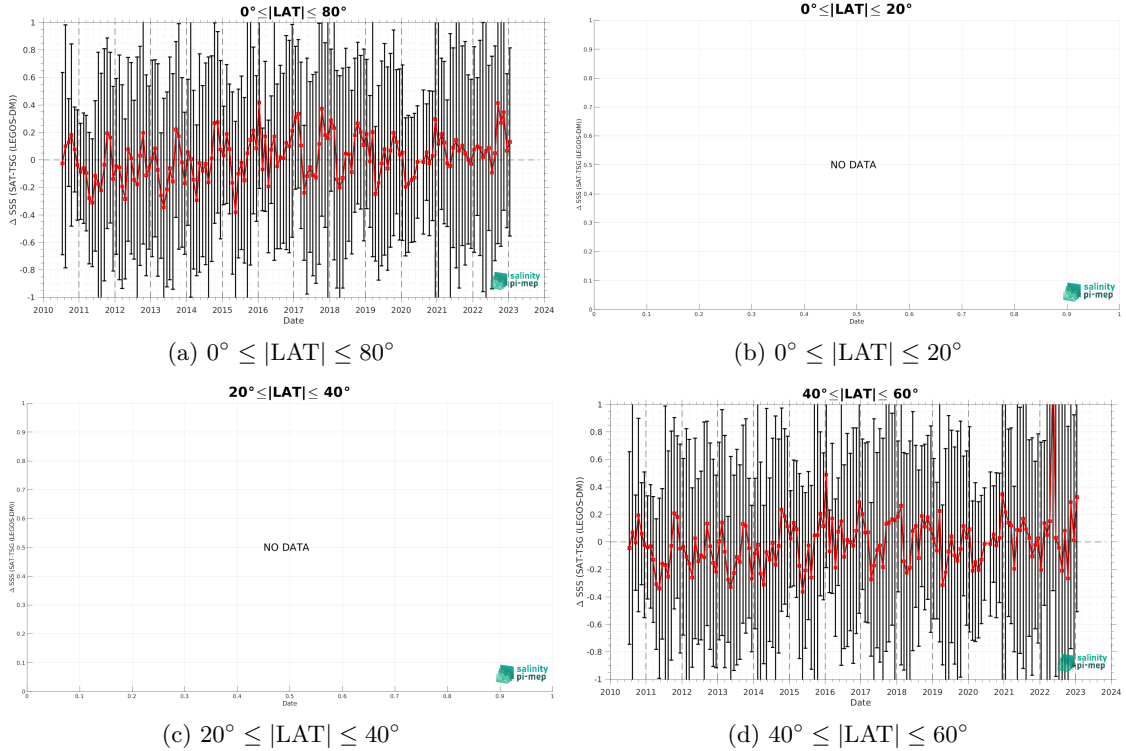 0°≤|LAT|≤ 80°
Δ SSS (SAT-TSG (LEGOS-DM))
1
0.8
0.6
0.4
0.2
0
-0.2
-0.4
-0.6
-0.8
-1
2010 2011 2012 2013 2014 2015 2016 2017 2018 2019 2020 2021 2022 2023 2024
Date
salinity
pi-mep
(a) 0° ≤ |LAT| ≤ 80°
0°≤|LAT|≤ 20°
Δ SSS (SAT-TSG (LEGOS-DM))
1
0.9
0.8
0.7
0.6
0.5
0.4
0.3
0.2
0.1
0
NO DATA
0 0.1 0.2 0.3 0.4 0.5 0.6 0.7 0.8 0.9 1
Date
salinity
pi-mep
(b) 0° ≤ |LAT| ≤ 20°
20°≤|LAT|≤ 40°
Δ SSS (SAT-TSG (LEGOS-DM))
1
0.9
0.8
0.7
0.6
0.5
0.4
0.3
0.2
0.1
0
NO DATA
0 0.1 0.2 0.3 0.4 0.5 0.6 0.7 0.8 0.9 1
Date
salinity
pi-mep
(c) 20° ≤ |LAT| ≤ 40°
40°≤|LAT|≤ 60°
Δ SSS (SAT-TSG (LEGOS-DM))
1
0.8
0.6
0.4
0.2
0
-0.2
-0.4
-0.6
-0.8
-1
2010 2011 2012 2013 2014 2015 2016 2017 2018 2019 2020 2021 2022 2023 2024
Date
salinity
pi-mep
(d) 40° ≤ |LAT| ≤ 60°